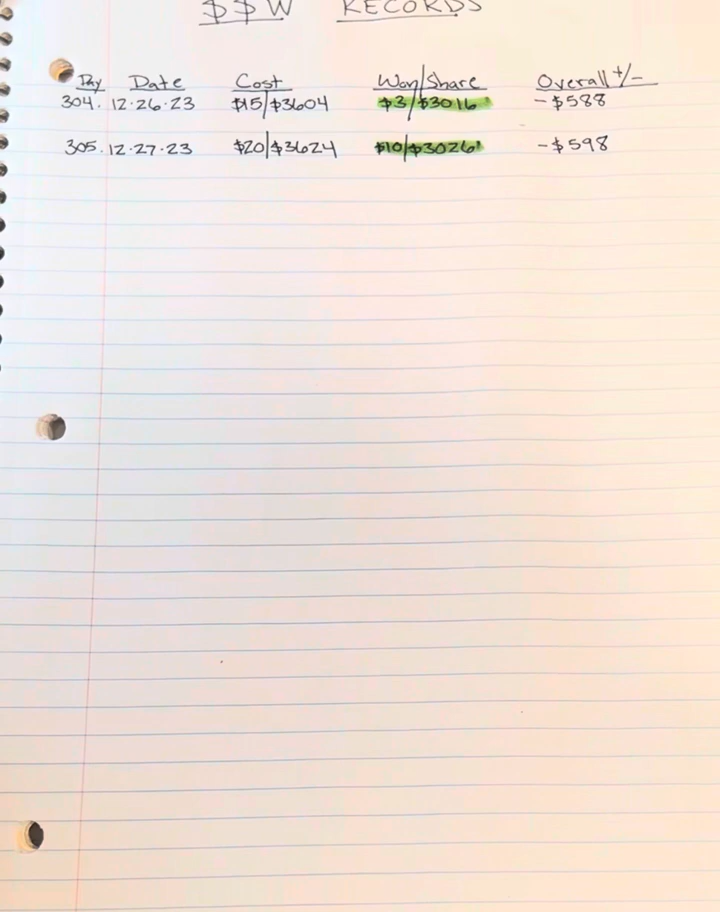 $$W RECORDS
Day Date Cost Won/Share Overall +/-
304. 12.26.23 $15/$3604 $3/$3016 -$588
305. 12.27.23 $20/$3624 $10/$3026 -$598